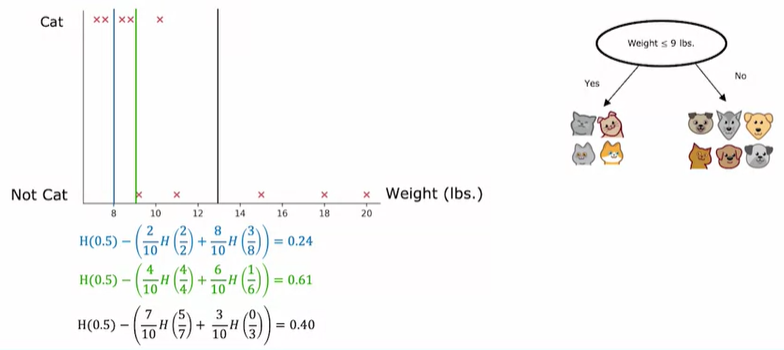 Cat
Weight ≤ 9 lbs.
Yes
No
Not Cat
Weight (lbs.)
8 10 12 14 16 18 20
H(0.5) − (2/10 H(2/2) + 8/10 H(3/8)) = 0.24
H(0.5) − (4/10 H(4/4) + 6/10 H(1/6)) = 0.61
H(0.5) − (7/10 H(5/7) + 3/10 H(0/3)) = 0.40